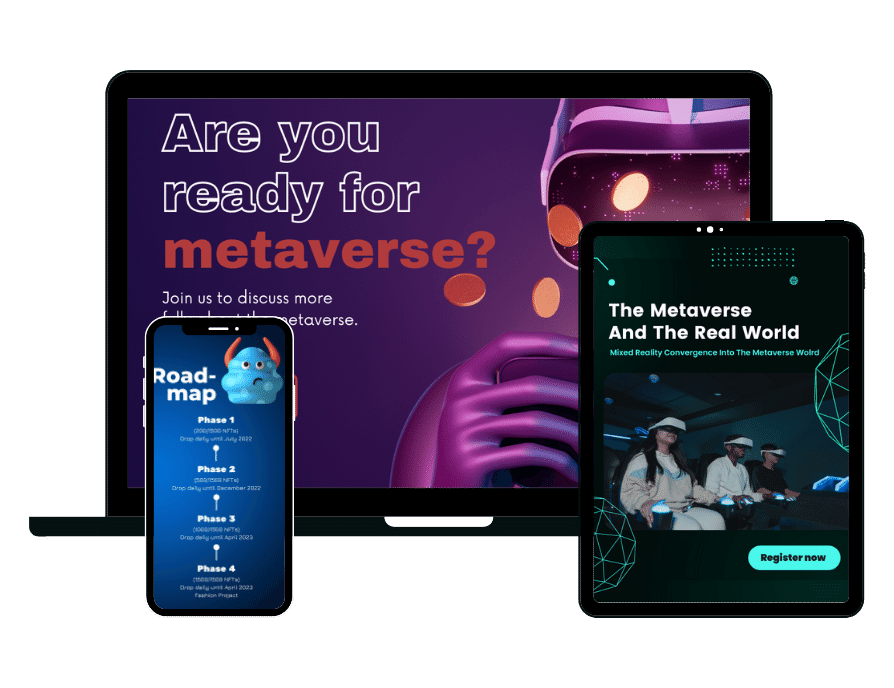 Are you
ready for
metaverse?
Join us to discuss more
metaverse.
Road-
map
Phase 1
(200/1500 NFTs)
Drop daily until July 2022
Phase 2
(500/1500 NFTs)
Drop daily until December 2022
Phase 3
(1000/1500 NFTs)
Drop daily until April 2023
Phase 4
(1500/1500 NFTs)
Drop daily until April 2023
Fashion Project
The Metaverse
And The Real World
Mixed Reality Convergence Into The Metaverse Wolrd
Register now